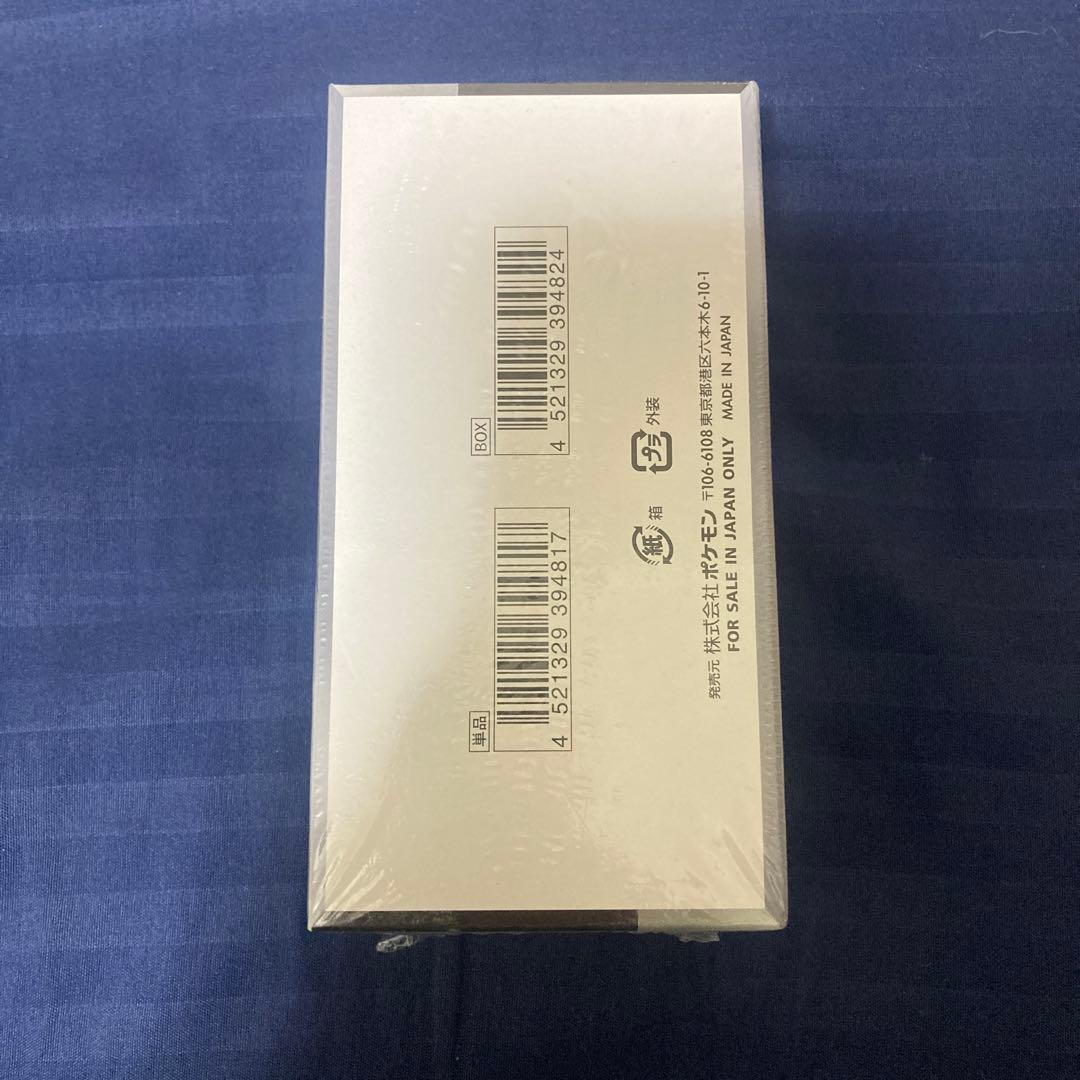 単品
4 521329 394817
BOX
4 521329 394824
紙 箱
プラ 外装
発売元 株式会社ポケモン 〒106-6108 東京都港区六本木6-10-1
FOR SALE IN JAPAN ONLY MADE IN JAPAN